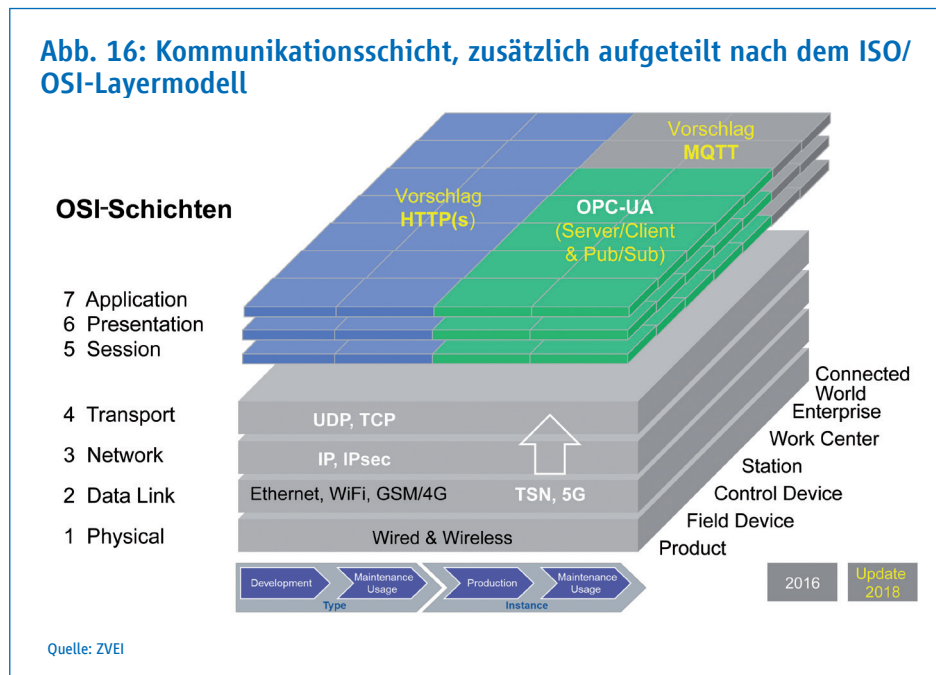 Abb. 16: Kommunikationsschicht, zusätzlich aufgeteilt nach dem ISO/
OSI-Layermodell
Vorschlag
MQTT
Vorschlag
HTTP(s)
OPC-UA
(Server/Client
& Pub/Sub)
OSI-Schichten
7 Application
6 Presentation
5 Session
4 Transport
3 Network
2 Data Link
1 Physical
UDP, TCP
IP, IPsec
Ethernet, WiFi, GSM/4G
TSN, 5G
Wired & Wireless
Connected
World
Enterprise
Work Center
Station
Control Device
Field Device
Product
Development
Maintenance
Usage
Production
Maintenance
Usage
Type
Instance
2016
Update
2018
Quelle: ZVEI